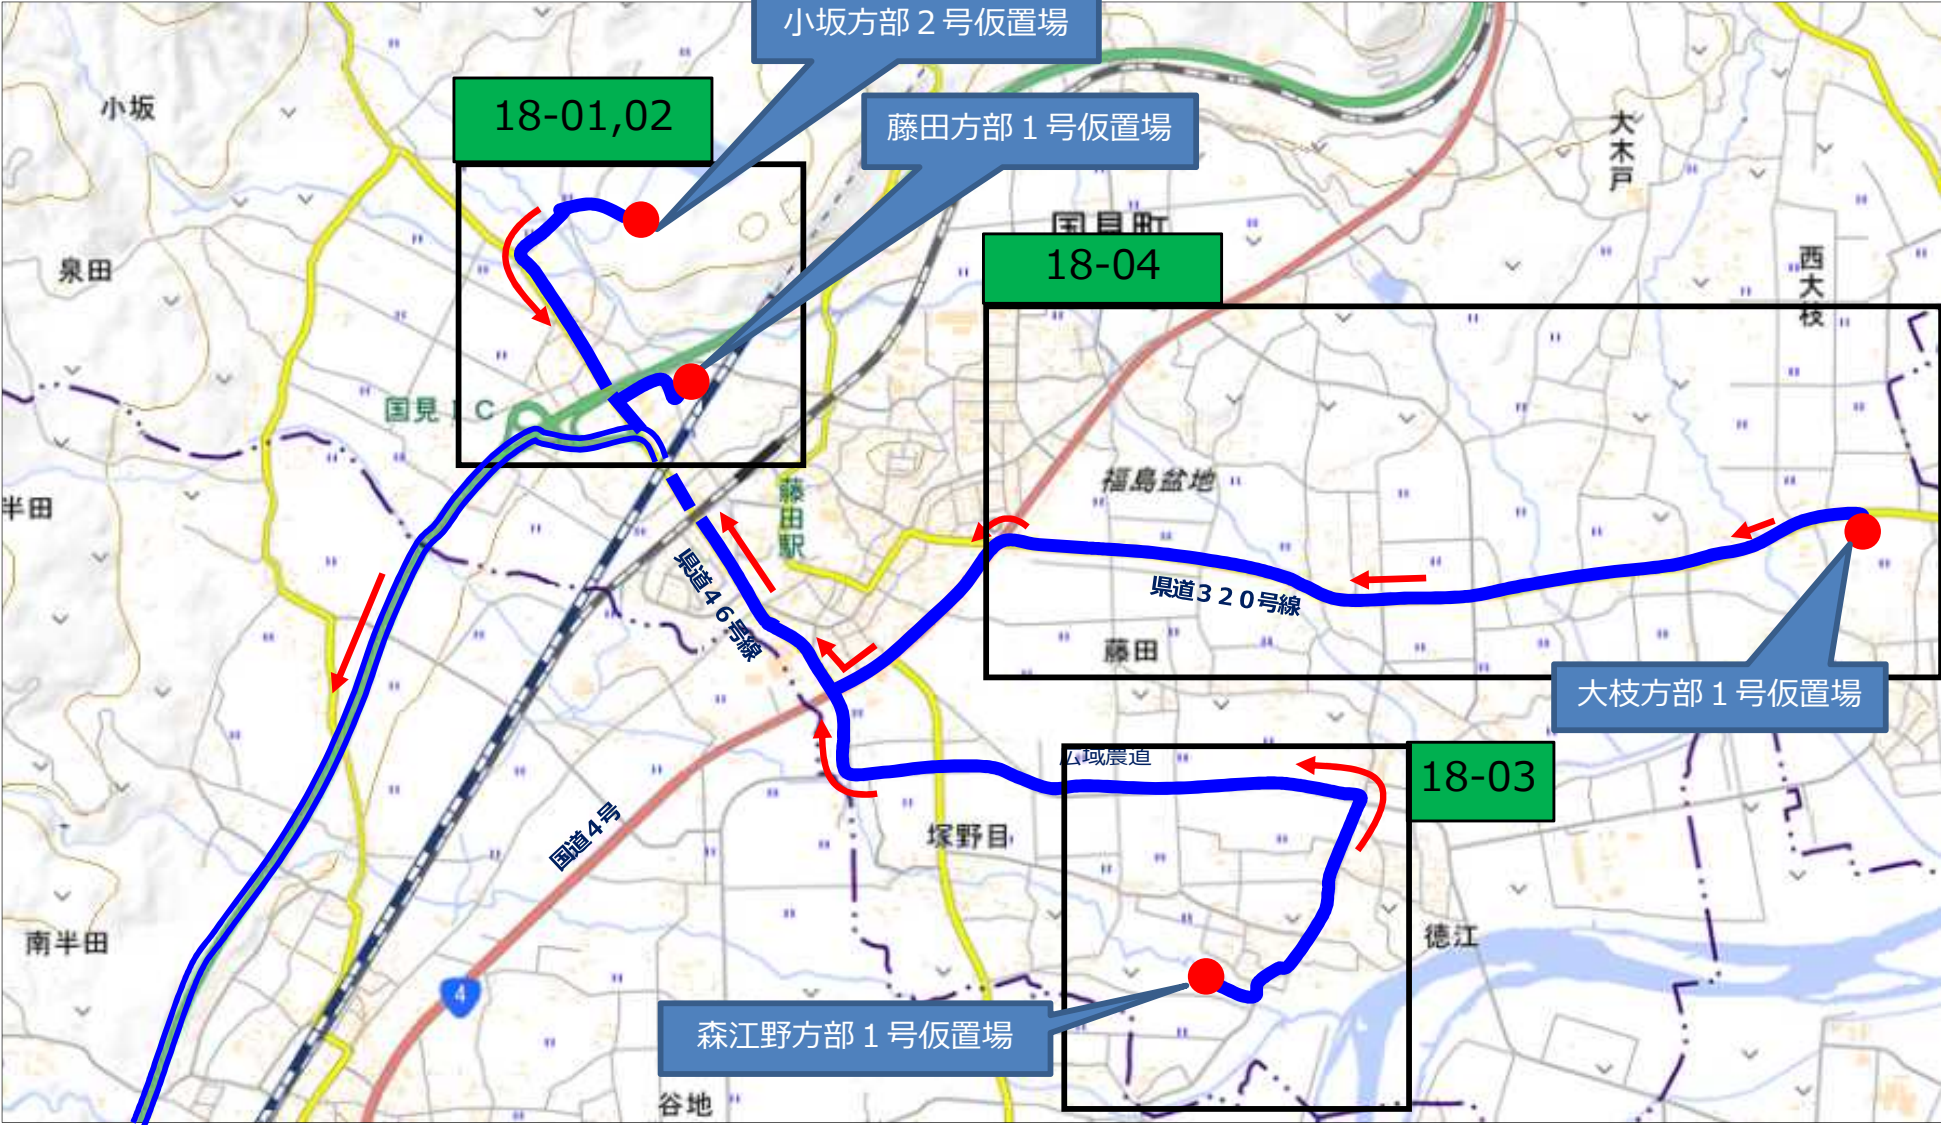 小坂方部２号仮置場
18-01,02
小坂
藤田方部１号仮置場
大木戸
国見町
18-04
泉田
西大枝
国見ＩＣ
福島盆地
半田
藤田駅
県道４６号線
県道３２０号線
藤田
大枝方部１号仮置場
広域農道
18-03
国道4号
塚野目
徳江
南半田
4
森江野方部１号仮置場
谷地